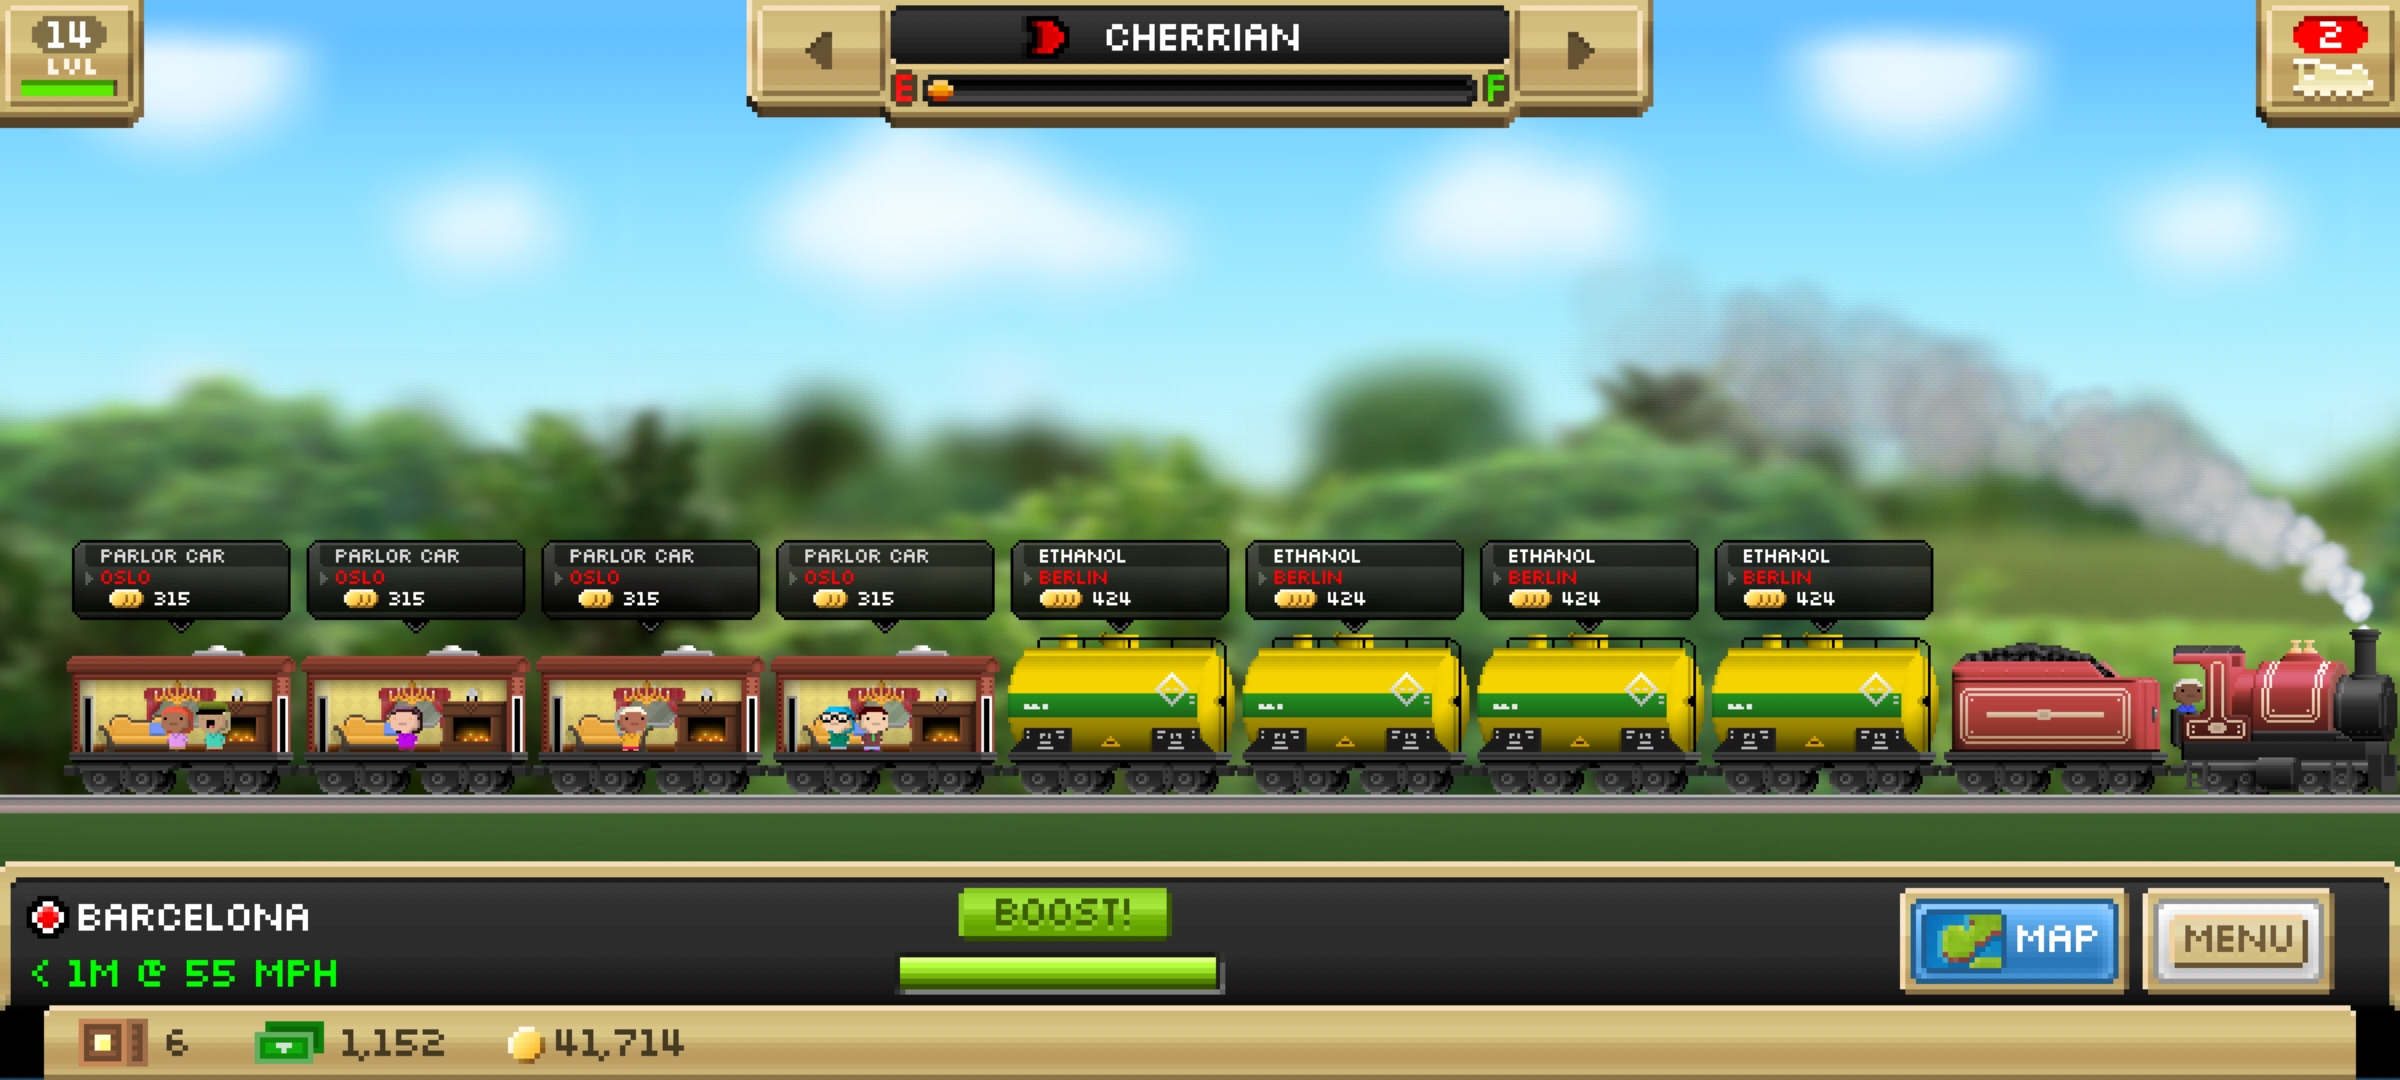 14
LVL
CHERRIAN
E
F
2
PARLOR CAR
OSLO
315
PARLOR CAR
OSLO
315
PARLOR CAR
OSLO
315
PARLOR CAR
OSLO
315
ETHANOL
BERLIN
424
ETHANOL
BERLIN
424
ETHANOL
BERLIN
424
ETHANOL
BERLIN
424
BARCELONA
< 1M @ 55 MPH
BOOST!
MAP
MENU
6
1,152
41,714